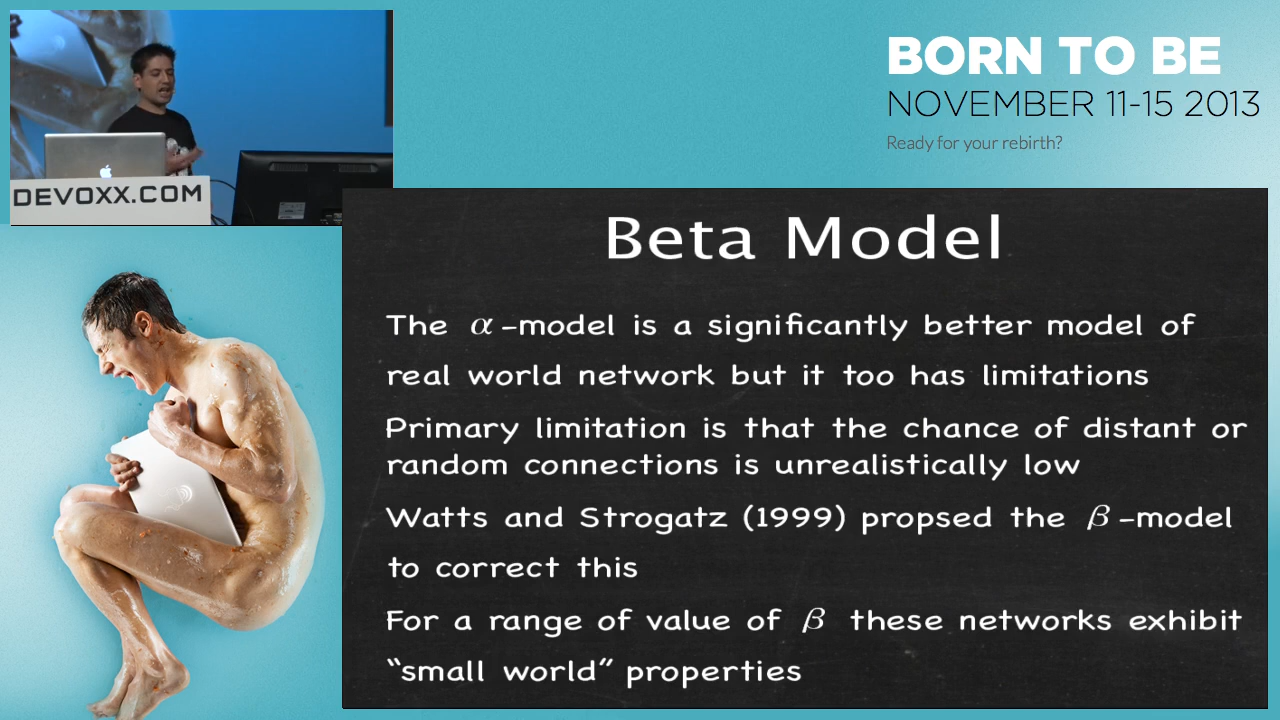 BORN TO BE
NOVEMBER 11-15 2013
Ready for your rebirth?
DEVOXX.COM
Beta Model
The α-model is a significantly better model of
real world network but it too has limitations
Primary limitation is that the chance of distant or
random connections is unrealistically low
Watts and Strogatz (1999) propsed the β-model
to correct this
For a range of value of β these networks exhibit
“small world” properties